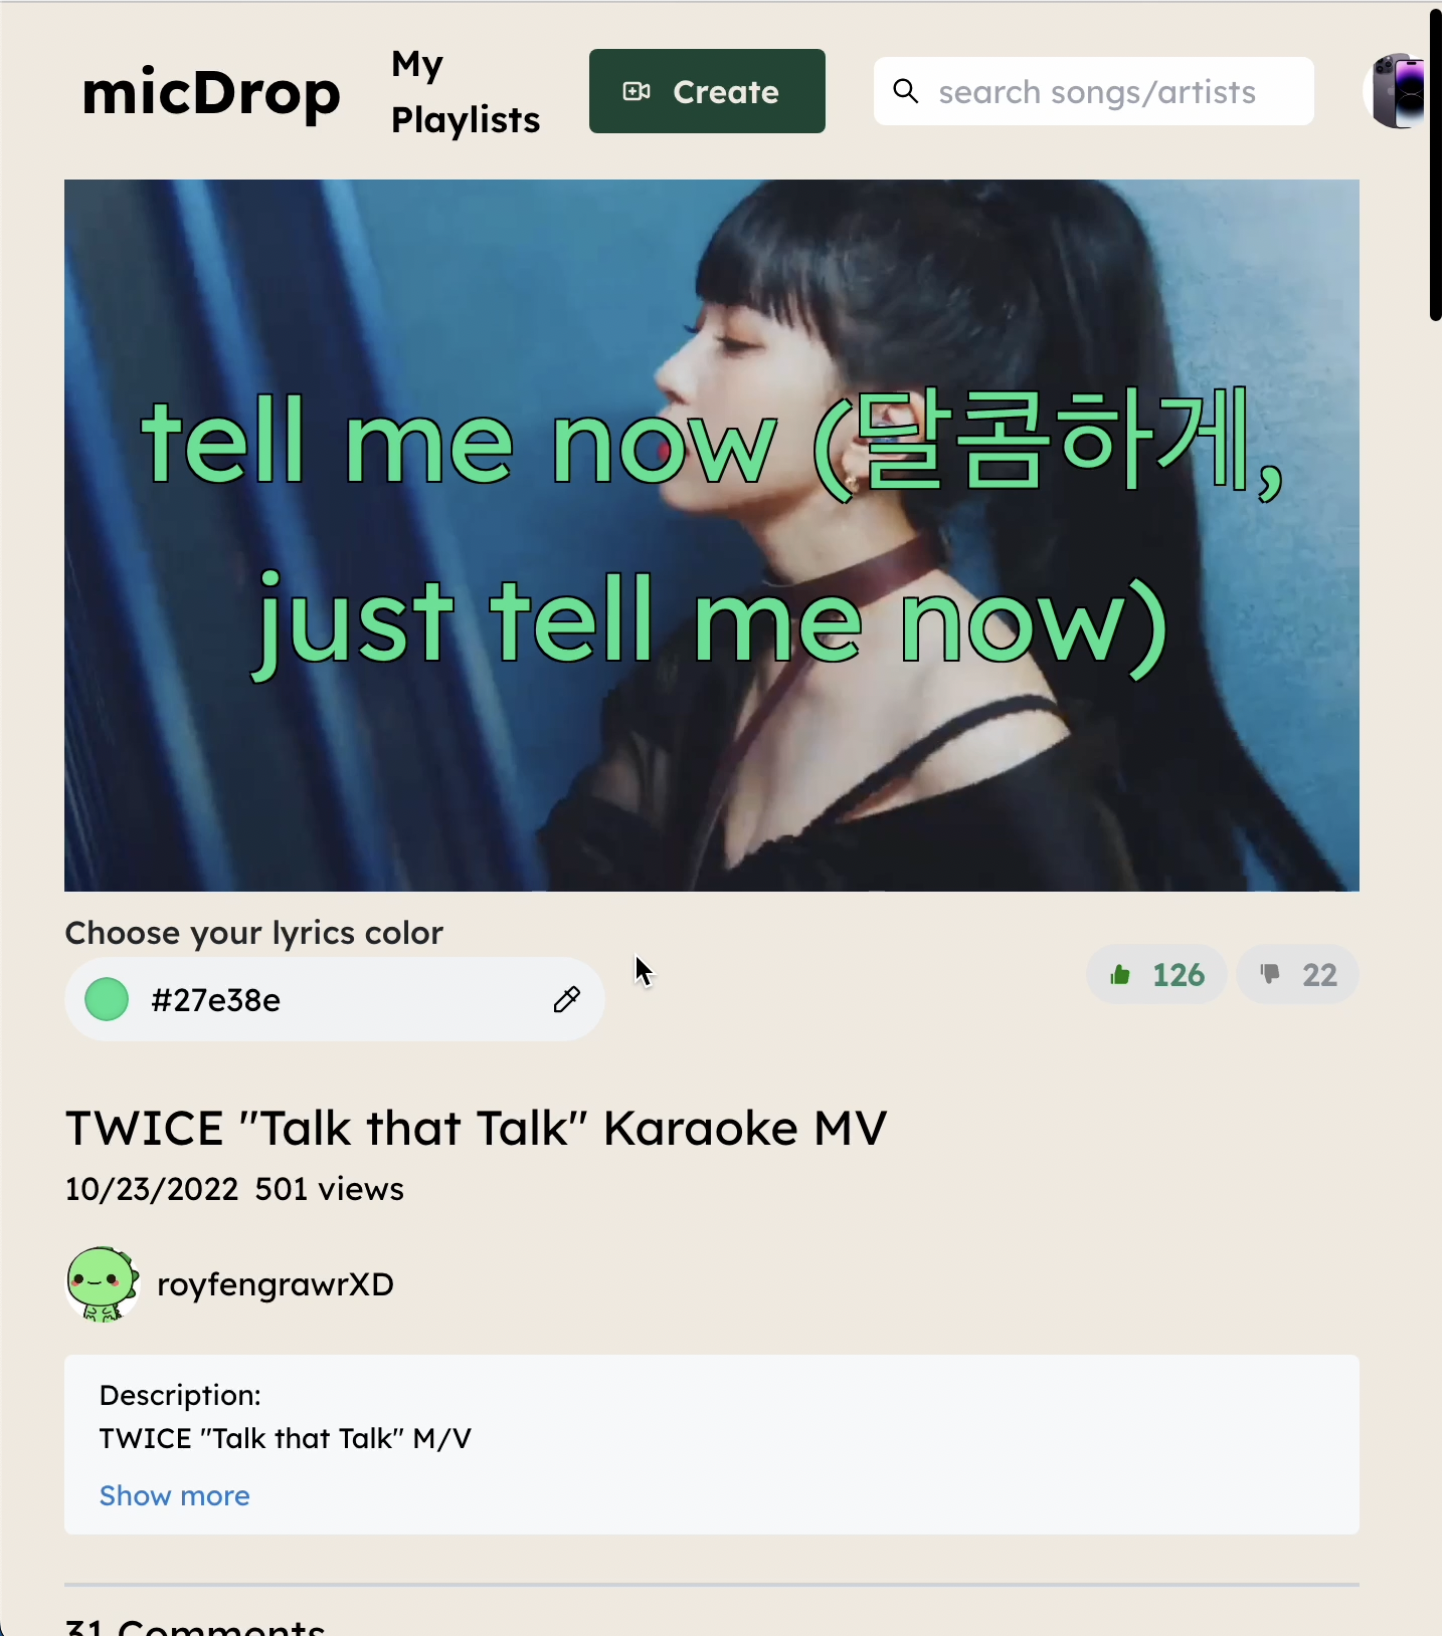 micDrop
My
Playlists
Create
search songs/artists
tell me now (달콤하게,
just tell me now)
Choose your lyrics color
#27e38e
126
22
TWICE "Talk that Talk" Karaoke MV
10/23/2022 501 views
royfengrawrXD
Description:
TWICE "Talk that Talk" M/V
Show more
31 Comments